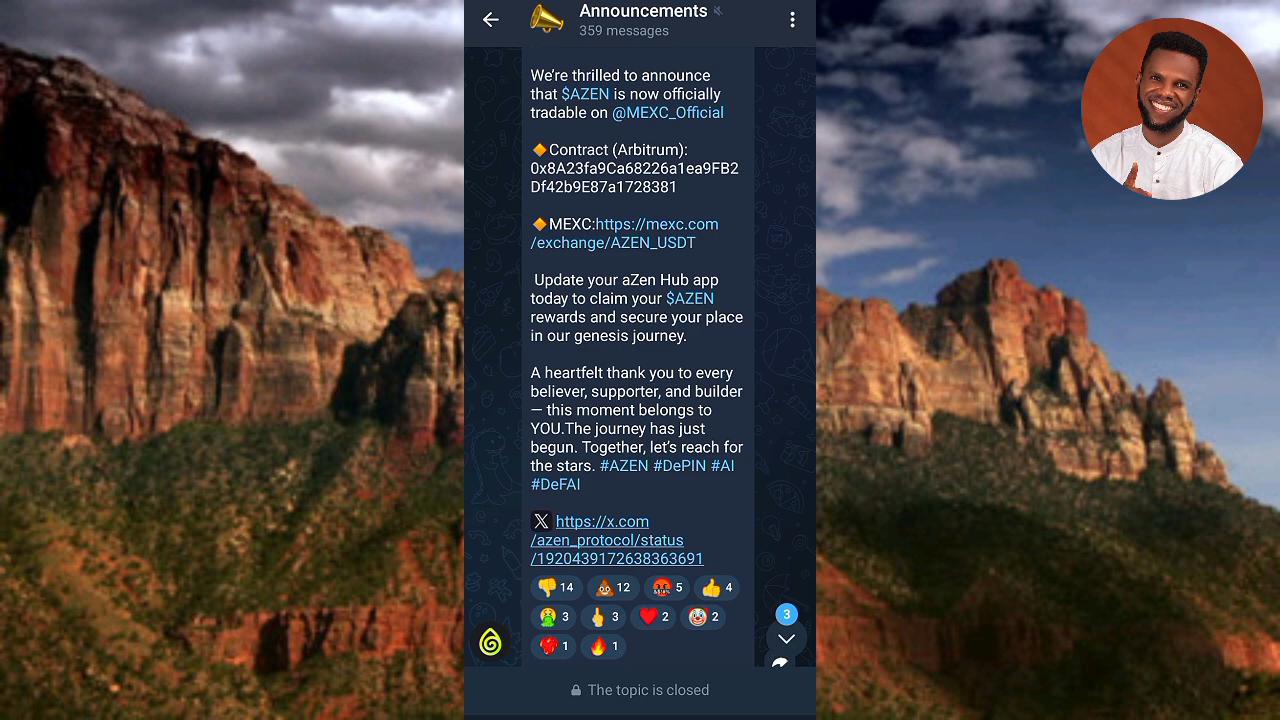 Announcements
359 messages
We're thrilled to announce
that $AZEN is now officially
tradable on @MEXC_Official
🔶Contract (Arbitrum):
0x8A23fa9Ca68226a1ea9FB2
Df42b9E87a1728381
🔶MEXC:https://mexc.com
/exchange/AZEN_USDT
Update your aZen Hub app
today to claim your $AZEN
rewards and secure your place
in our genesis journey.
A heartfelt thank you to every
believer, supporter, and builder
— this moment belongs to
YOU.The journey has just
begun. Together, let's reach for
the stars. #AZEN #DePIN #AI
#DeFAI
𝕏 https://x.com
/azen_protocol/status
/1920439172638363691
👎 14 💩 12 🤬 5 👍 4
🤮 3 🖕 3 ❤ 2 🤡 2
❤️‍🔥 1 🔥 1
3
The topic is closed